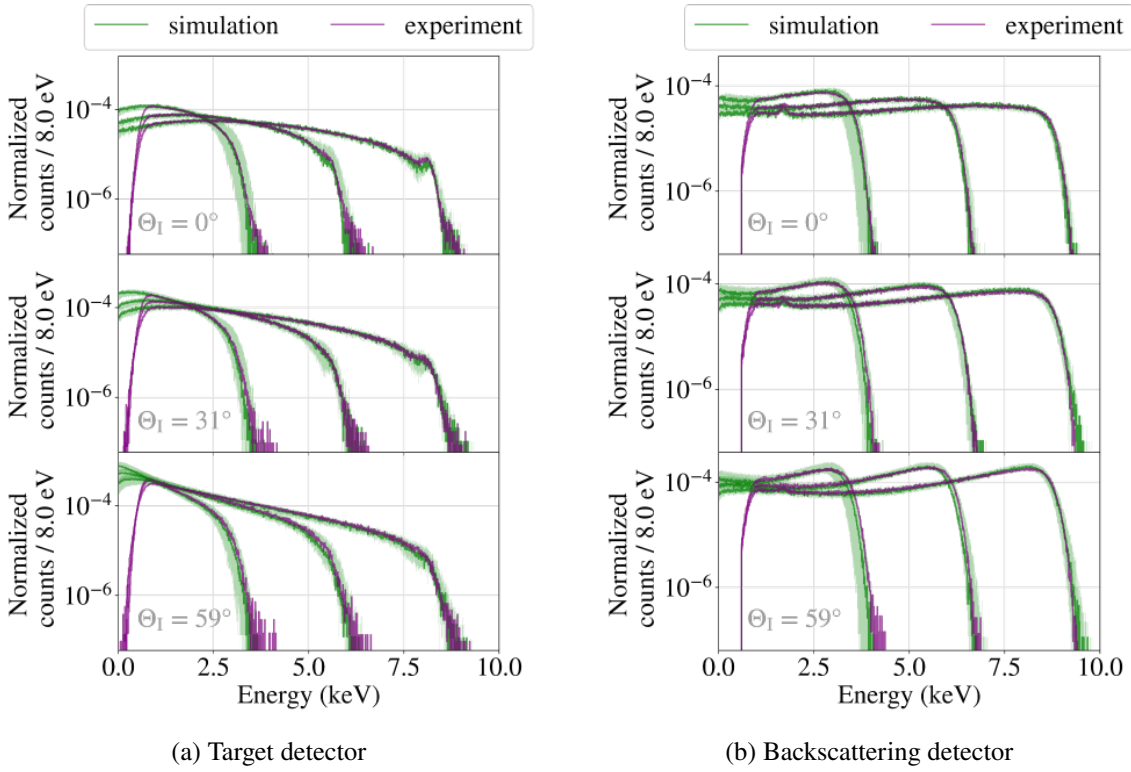 simulation experiment
simulation experiment
Normalized
counts / 8.0 eV
10⁻⁴
10⁻⁶
Θ_I = 0°
Normalized
counts / 8.0 eV
10⁻⁴
10⁻⁶
Θ_I = 31°
Normalized
counts / 8.0 eV
10⁻⁴
10⁻⁶
Θ_I = 59°
0.0 2.5 5.0 7.5 10.0
Energy (keV)
(a) Target detector
Normalized
counts / 8.0 eV
10⁻⁴
10⁻⁶
Θ_I = 0°
Normalized
counts / 8.0 eV
10⁻⁴
10⁻⁶
Θ_I = 31°
Normalized
counts / 8.0 eV
10⁻⁴
10⁻⁶
Θ_I = 59°
0.0 2.5 5.0 7.5 10.0
Energy (keV)
(b) Backscattering detector